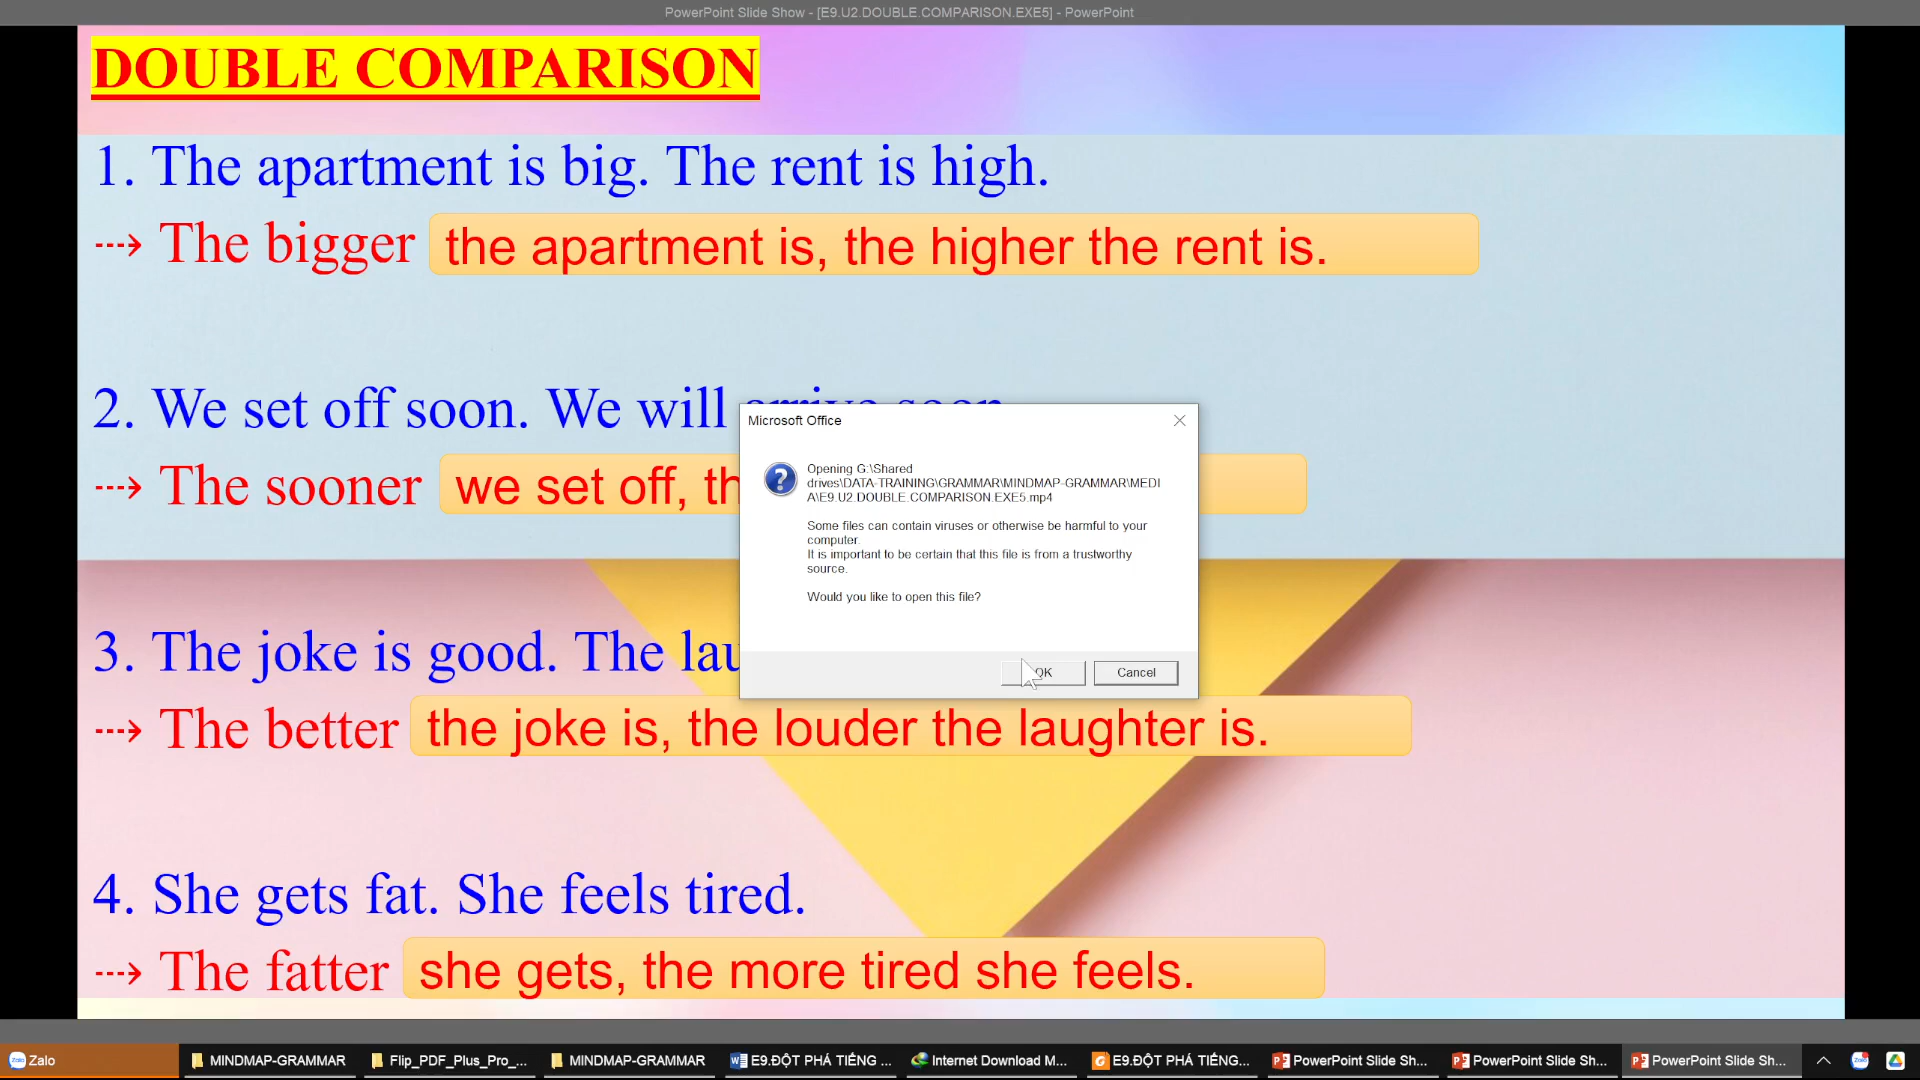 PowerPoint Slide Show - [E9.U2.DOUBLE.COMPARISON.EXE5] - PowerPoint
DOUBLE COMPARISON
1. The apartment is big. The rent is high.
⇢ The bigger the apartment is, the higher the rent is.
2. We set off soon. We will arrive soon.
⇢ The sooner we set off,
Microsoft Office
Opening G:\Shared
drives\DATA-TRAINING\GRAMMAR\MINDMAP-GRAMMAR\MEDI
A\E9.U2.DOUBLE.COMPARISON.EXE5.mp4
Some files can contain viruses or otherwise be harmful to your
computer.
It is important to be certain that this file is from a trustworthy
source.
Would you like to open this file?
OK Cancel
3. The joke is good. The
⇢ The better the joke is, the louder the laughter is.
4. She gets fat. She feels tired.
⇢ The fatter she gets, the more tired she feels.
Zalo MINDMAP-GRAMMAR Flip_PDF_Plus_Pro_... MINDMAP-GRAMMAR E9.ĐỘT PHÁ TIẾNG ... Internet Download M... E9.ĐỘT PHÁ TIẾNG... PowerPoint Slide Sh... PowerPoint Slide Sh... PowerPoint Slide Sh...